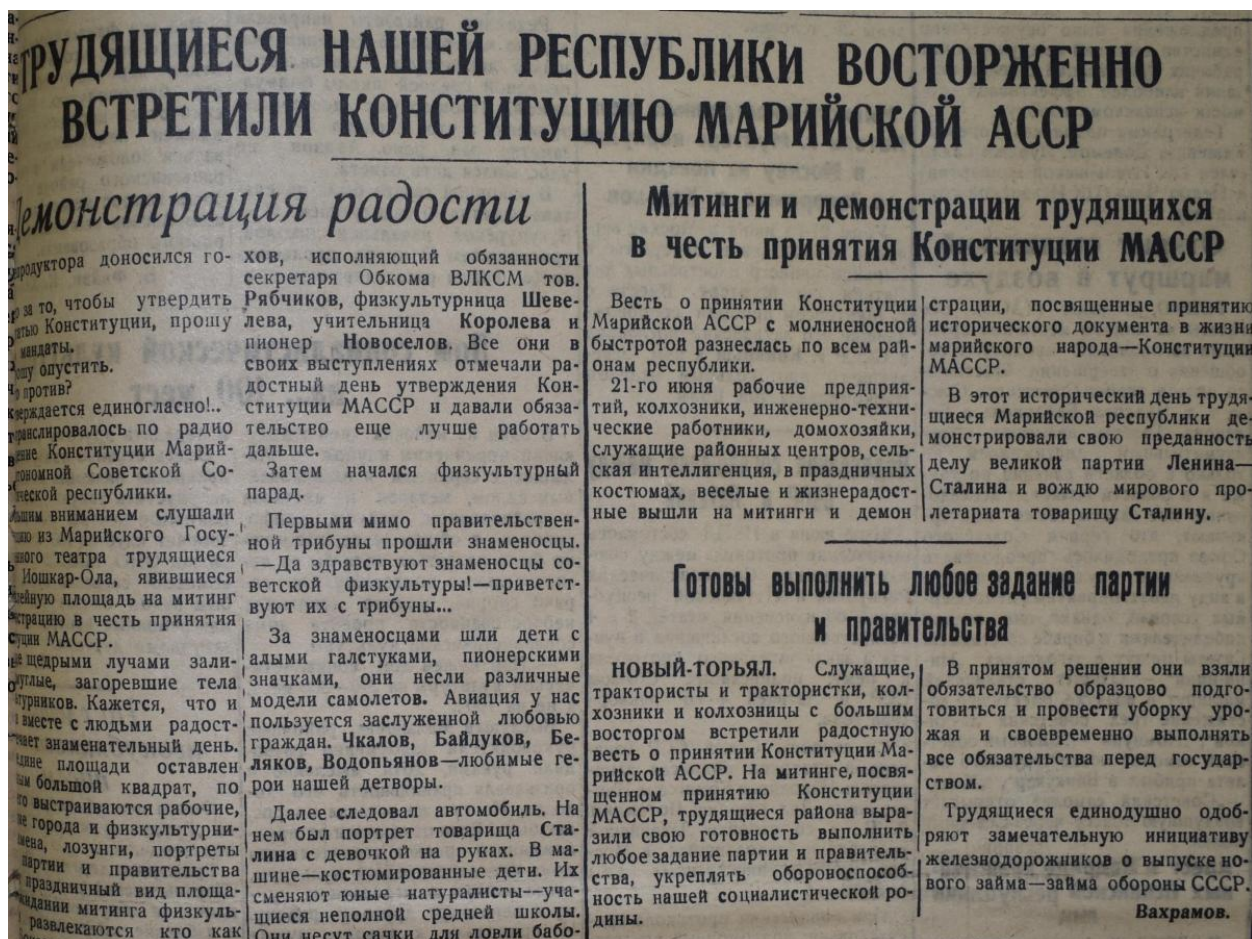 ТРУДЯЩИЕСЯ НАШЕЙ РЕСПУБЛИКИ ВОСТОРЖЕННО
ВСТРЕТИЛИ КОНСТИТУЦИЮ МАРИЙСКОЙ АССР
Демонстрация радости
доносился го-
за то, чтобы утвердить
Конституции, прошу
мандаты.
опустить.
против?
единогласно!..
по радио
Конституции Марий-
Советской Со-
республики.
вниманием слушали
из Марийского Госу-
театра трудящиеся
Йошкар-Ола, явившиеся
площадь на митинг
в честь принятия
МАССР.
щедрыми лучами зали-
загоревшие тела
Кажется, что и
вместе с людьми радост-
знаменательный день.
площади оставлен
большой квадрат, по
выстраиваются рабочие,
города и физкультурни-
лозунги, портреты
партии и правительства
праздничный вид площа-
митинга физкуль-
развлекаются кто как
хов, исполняющий обязанности
секретаря Обкома ВЛКСМ тов.
Рябчиков, физкультурница Шеве-
лева, учительница Королева и
пионер Новоселов. Все они в
своих выступлениях отмечали ра-
достный день утверждения Кон-
ституции МАССР и давали обяза-
тельство еще лучше работать
дальше.
Затем начался физкультурный
парад.
Первыми мимо правительствен-
ной трибуны прошли знаменосцы.
—Да здравствуют знаменосцы со-
ветской физкультуры!—приветст-
вуют их с трибуны...
За знаменосцами шли дети с
алыми галстуками, пионерскими
значками, они несли различные
модели самолетов. Авиация у нас
пользуется заслуженной любовью
граждан. Чкалов, Байдуков, Бе-
ляков, Водопьянов—любимые ге-
рои нашей детворы.
Далее следовал автомобиль. На
нем был портрет товарища Ста-
лина с девочкой на руках. В ма-
шине—костюмированные дети. Их
сменяют юные натуралисты--уча-
щиеся неполной средней школы.
Они несут сачки для ловли бабо-
Митинги и демонстрации трудящихся
в честь принятия Конституции МАССР
Весть о принятии Конституции
Марийской АССР с молниеносной
быстротой разнеслась по всем рай-
онам республики.
21-го июня рабочие предприя-
тий, колхозники, инженерно-техни-
ческие работники, домохозяйки,
служащие районных центров, сель-
ская интеллигенция, в праздничных
костюмах, веселые и жизнерадост-
ные вышли на митинги и демон
страции, посвященные принятию
исторического документа в жизни
марийского народа—Конституции
МАССР.
В этот исторический день трудя-
щиеся Марийской республики де-
монстрировали свою преданность
делу великой партии Ленина—
Сталина и вождю мирового про-
летариата товарищу Сталину.
Готовы выполнить любое задание партии
и правительства
НОВЫЙ-ТОРЬЯЛ. Служащие,
трактористы и трактористки, кол-
хозники и колхозницы с большим
восторгом встретили радостную
весть о принятии Конституции Ма-
рийской АССР. На митинге, посвя-
щенном принятию Конституции
МАССР, трудящиеся района выра-
зили свою готовность выполнить
любое задание партии и правитель-
ства, укреплять обороноспособ-
ность нашей социалистической ро-
дины.
В принятом решении они взяли
обязательство образцово подго-
товиться и провести уборку уро-
жая и своевременно выполнять
все обязательства перед государ-
ством.
Трудящиеся единодушно одоб-
ряют замечательную инициативу
железнодорожников о выпуске но-
вого займа—займа обороны СССР.
Вахрамов.